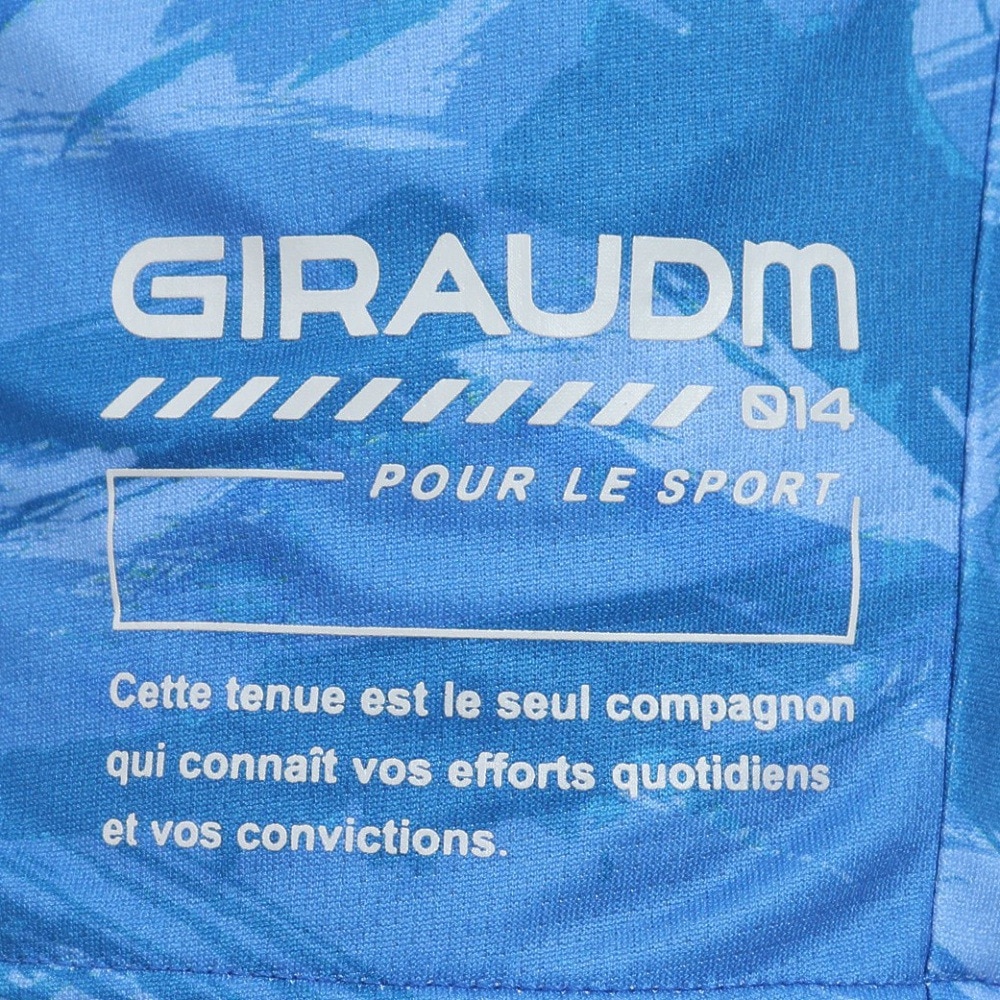 GIRAUDM
014
POUR LE SPORT
Cette tenue est le seul compagnon
qui connaît vos efforts quotidiens
et vos convictions.